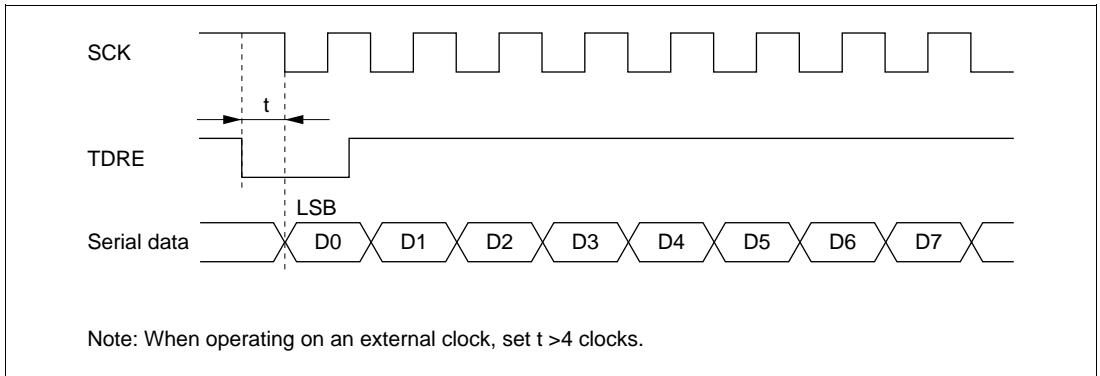 SCK
t
TDRE
LSB
Serial data D0 D1 D2 D3 D4 D5 D6 D7
Note: When operating on an external clock, set t >4 clocks.